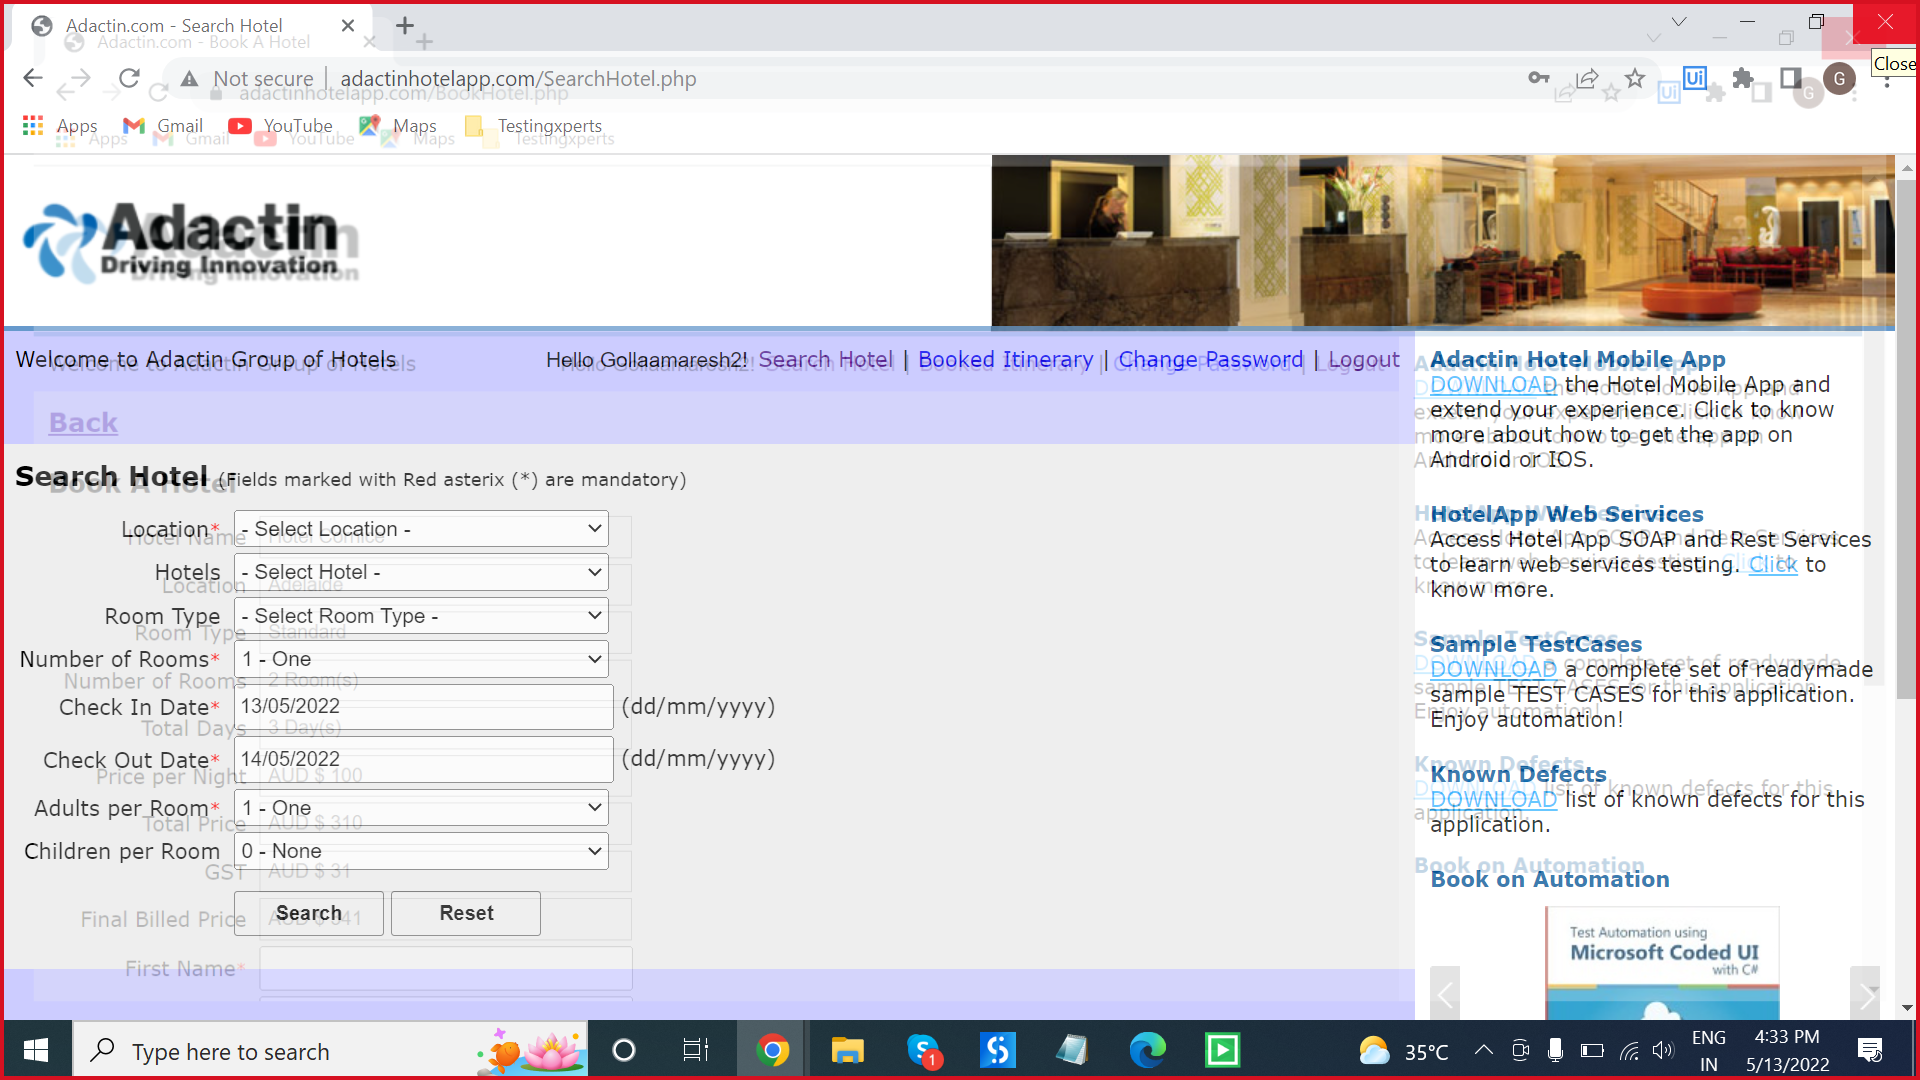 Adactin.com - Search Hotel
Adactin.com - Book A Hotel
Close
Not secure
adactinhotelapp.com/SearchHotel.php
adactinhotelapp.com/BookHotel.php
Ui
G
Apps
Gmail
YouTube
Maps
Testingxperts
Apps
Gmail
YouTube
Maps
Testingxperts
Adactin
Driving Innovation
Welcome to Adactin Group of Hotels
Hello Gollaamaresh2! Search Hotel | Booked Itinerary | Change Password | Logout
Back
Search Hotel (Fields marked with Red asterix (*) are mandatory)
Book A Hotel
Location* - Select Location -
Hotel Name Hotel Cornice
Hotels - Select Hotel -
Location Adelaide
Room Type - Select Room Type -
Room Type Standard
Number of Rooms* 1 - One
Number of Rooms 2 Room(s)
Check In Date* 13/05/2022 (dd/mm/yyyy)
Total Days 3 Day(s)
Check Out Date* 14/05/2022 (dd/mm/yyyy)
Price per Night AUD $ 100
Adults per Room* 1 - One
Total Price AUD $ 310
Children per Room 0 - None
GST AUD $ 31
Search Reset
Final Billed Price AUD $ 341
First Name*
Adactin Hotel Mobile App
DOWNLOAD the Hotel Mobile App and
extend your experience. Click to know
more about how to get the app on
Android or IOS.
HotelApp Web Services
Access Hotel App SOAP and Rest Services
to learn web services testing. Click to
know more.
Sample TestCases
DOWNLOAD a complete set of readymade
sample TEST CASES for this application.
Enjoy automation!
Known Defects
DOWNLOAD list of known defects for this
application.
Book on Automation
Book on Automation
Test Automation using
Microsoft Coded UI
with C#
Type here to search
1
35°C
ENG
IN
4:33 PM
5/13/2022